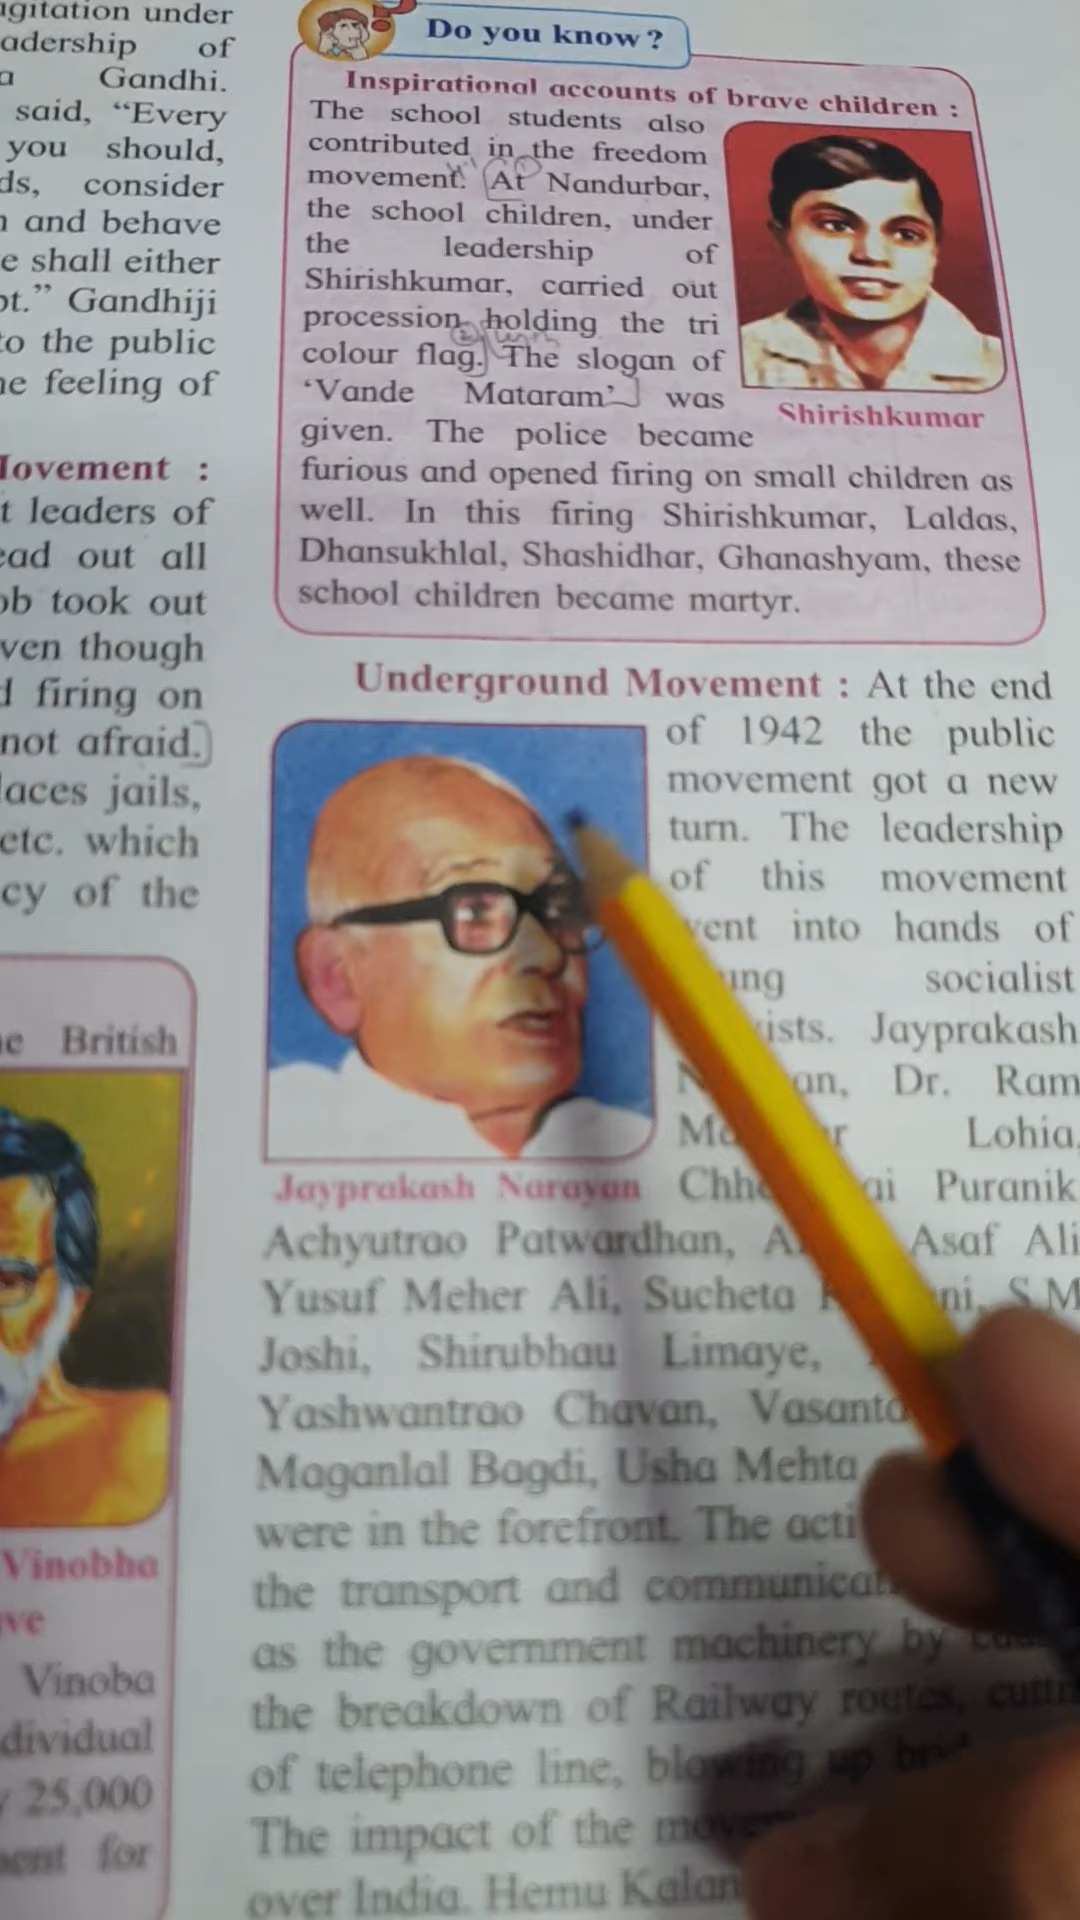 agitation under
adership of
a Gandhi.
said, “Every
you should,
ds, consider
n and behave
e shall either
ot.” Gandhiji
to the public
ne feeling of
Movement :
t leaders of
ead out all
ob took out
ven though
d firing on
not afraid.
laces jails,
etc. which
cy of the
he British
Vinobha
ave
Vinoba
dividual
25,000
ment for
Do you know ?
Inspirational accounts of brave children :
The school students also
contributed in the freedom
movement. At Nandurbar,
the school children, under
the leadership of
Shirishkumar, carried out
procession, holding the tri
colour flag. The slogan of
‘Vande Mataram’ was
given. The police became
furious and opened firing on small children as
well. In this firing Shirishkumar, Laldas,
Dhansukhlal, Shashidhar, Ghanashyam, these
school children became martyr.
Shirishkumar
Underground Movement : At the end
of 1942 the public
movement got a new
turn. The leadership
of this movement
went into hands of
ung socialist
ists. Jayprakash
an, Dr. Ram
Lohia,
ai Puranik
Jayprakash Narayan
Achyutrao Patwardhan, Asaf Ali
Yusuf Meher Ali, Sucheta ni, S.M
Joshi, Shirubhau Limaye,
Yashwantrao Chavan, Vasant
Maganlal Bagdi, Usha Mehta
were in the forefront. The acti
the transport and communicat
as the government machinery by
the breakdown of Railway routes, cutti
of telephone line, blowing up
The impact of the
over India. Hemu Kalan